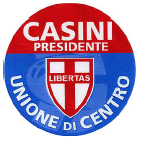 CASINI
PRESIDENTE
LIBERTAS
UNIONE DI CENTRO